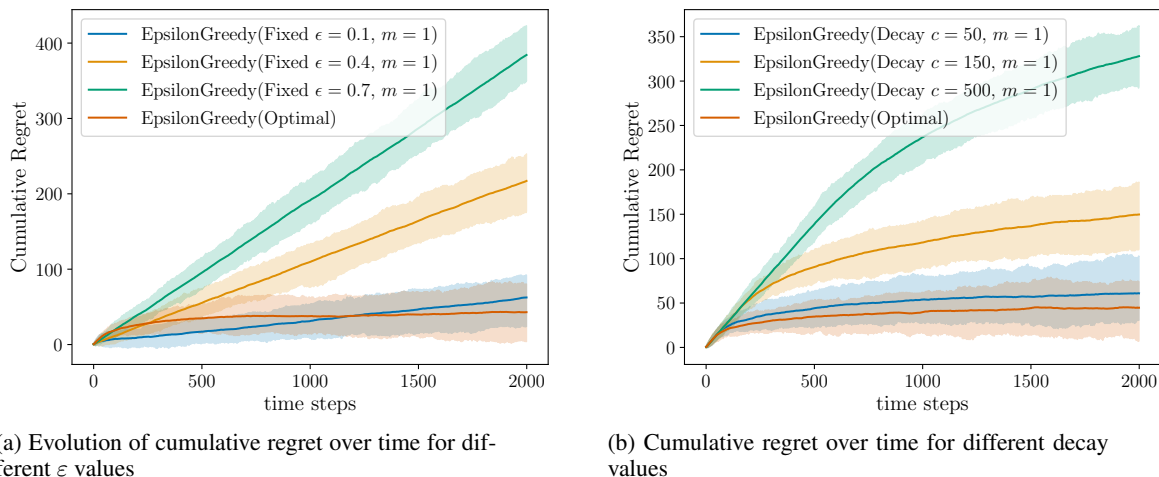 EpsilonGreedy(Fixed ϵ = 0.1, m = 1)
EpsilonGreedy(Fixed ϵ = 0.4, m = 1)
EpsilonGreedy(Fixed ϵ = 0.7, m = 1)
EpsilonGreedy(Optimal)
Cumulative Regret
400
300
200
100
0
0 500 1000 1500 2000
time steps
(a) Evolution of cumulative regret over time for dif-
ferent ε values
EpsilonGreedy(Decay c = 50, m = 1)
EpsilonGreedy(Decay c = 150, m = 1)
EpsilonGreedy(Decay c = 500, m = 1)
EpsilonGreedy(Optimal)
Cumulative Regret
350
300
250
200
150
100
50
0
0 500 1000 1500 2000
time steps
(b) Cumulative regret over time for different decay
values